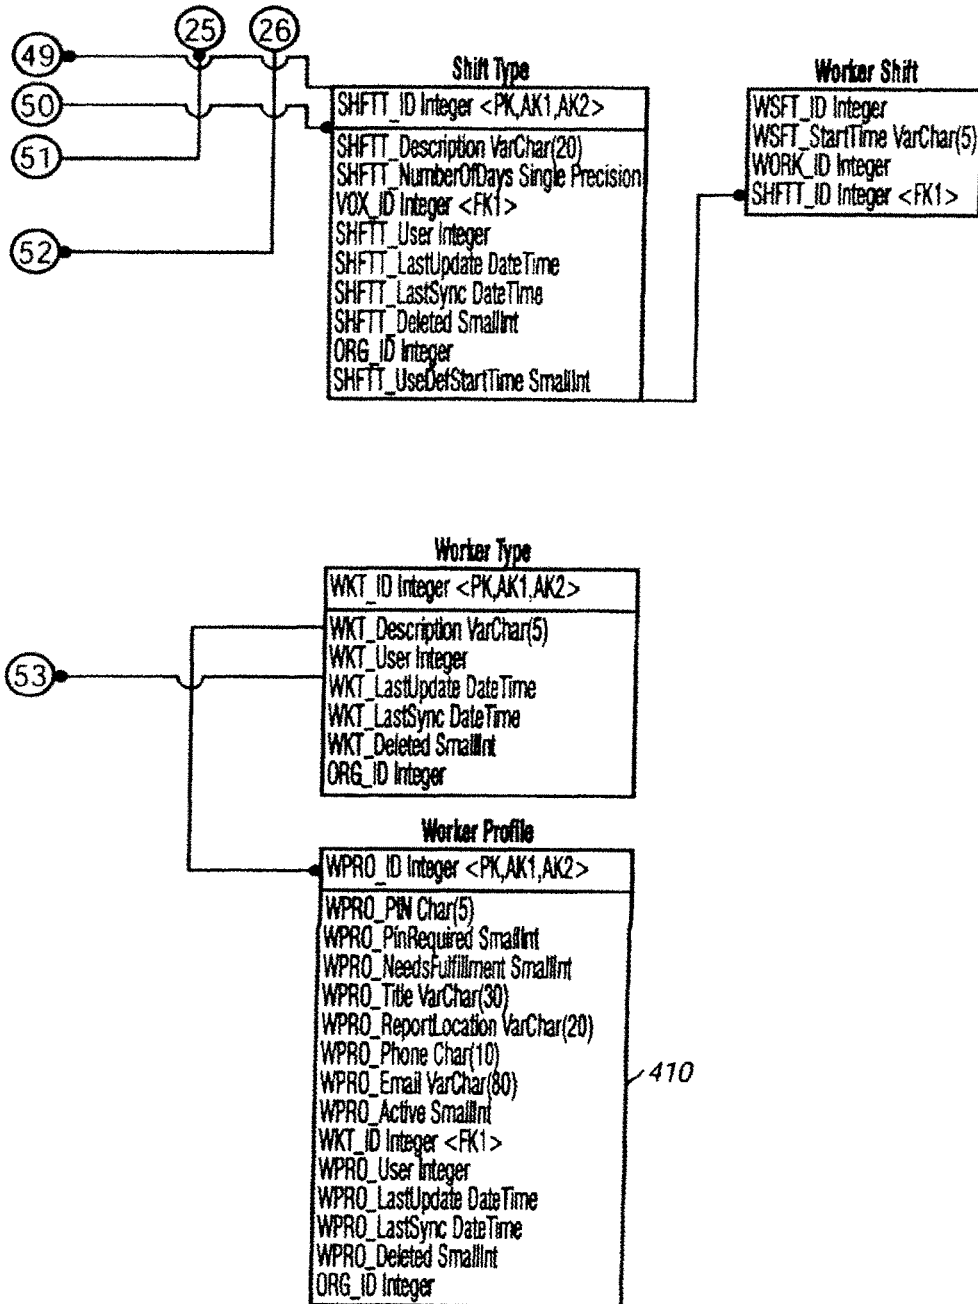 25
26
49
50
51
52
Shift Type
SHFTT_ID Integer <PK,AK1,AK2>
SHFTT_Description VarChar(20)
SHFTT_NumberOfDays Single Precision
VOX_ID Integer <FK1>
SHFTT_User Integer
SHFTT_LastUpdate DateTime
SHFTT_LastSync DateTime
SHFTT_Deleted SmallInt
ORG_ID Integer
SHFTT_UseDefStartTime SmallInt
Worker Shift
WSFT_ID Integer
WSFT_StartTime VarChar(5)
WORK_ID Integer
SHFTT_ID Integer <FK1>
53
Worker Type
WKT_ID Integer <PK,AK1,AK2>
WKT_Description VarChar(5)
WKT_User Integer
WKT_LastUpdate DateTime
WKT_LastSync DateTime
WKT_Deleted SmallInt
ORG_ID Integer
Worker Profile
WPRO_ID Integer <PK,AK1,AK2>
WPRO_PIN Char(5)
WPRO_PinRequired SmallInt
WPRO_NeedsFulfillment SmallInt
WPRO_Title VarChar(30)
WPRO_ReportLocation VarChar(20)
WPRO_Phone Char(10)
WPRO_Email VarChar(80)
WPRO_Active SmallInt
WKT_ID Integer <FK1>
WPRO_User Integer
WPRO_LastUpdate DateTime
WPRO_LastSync DateTime
WPRO_Deleted SmallInt
ORG_ID Integer
410